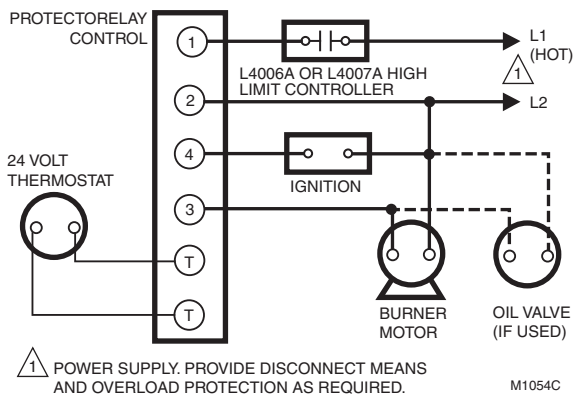 PROTECTORELAY
CONTROL
1
L1
(HOT)
1
L4006A OR L4007A HIGH
LIMIT CONTROLLER
2
L2
4
IGNITION
24 VOLT
THERMOSTAT
3
T
T
BURNER
MOTOR
OIL VALVE
(IF USED)
1 POWER SUPPLY. PROVIDE DISCONNECT MEANS
AND OVERLOAD PROTECTION AS REQUIRED.
M1054C